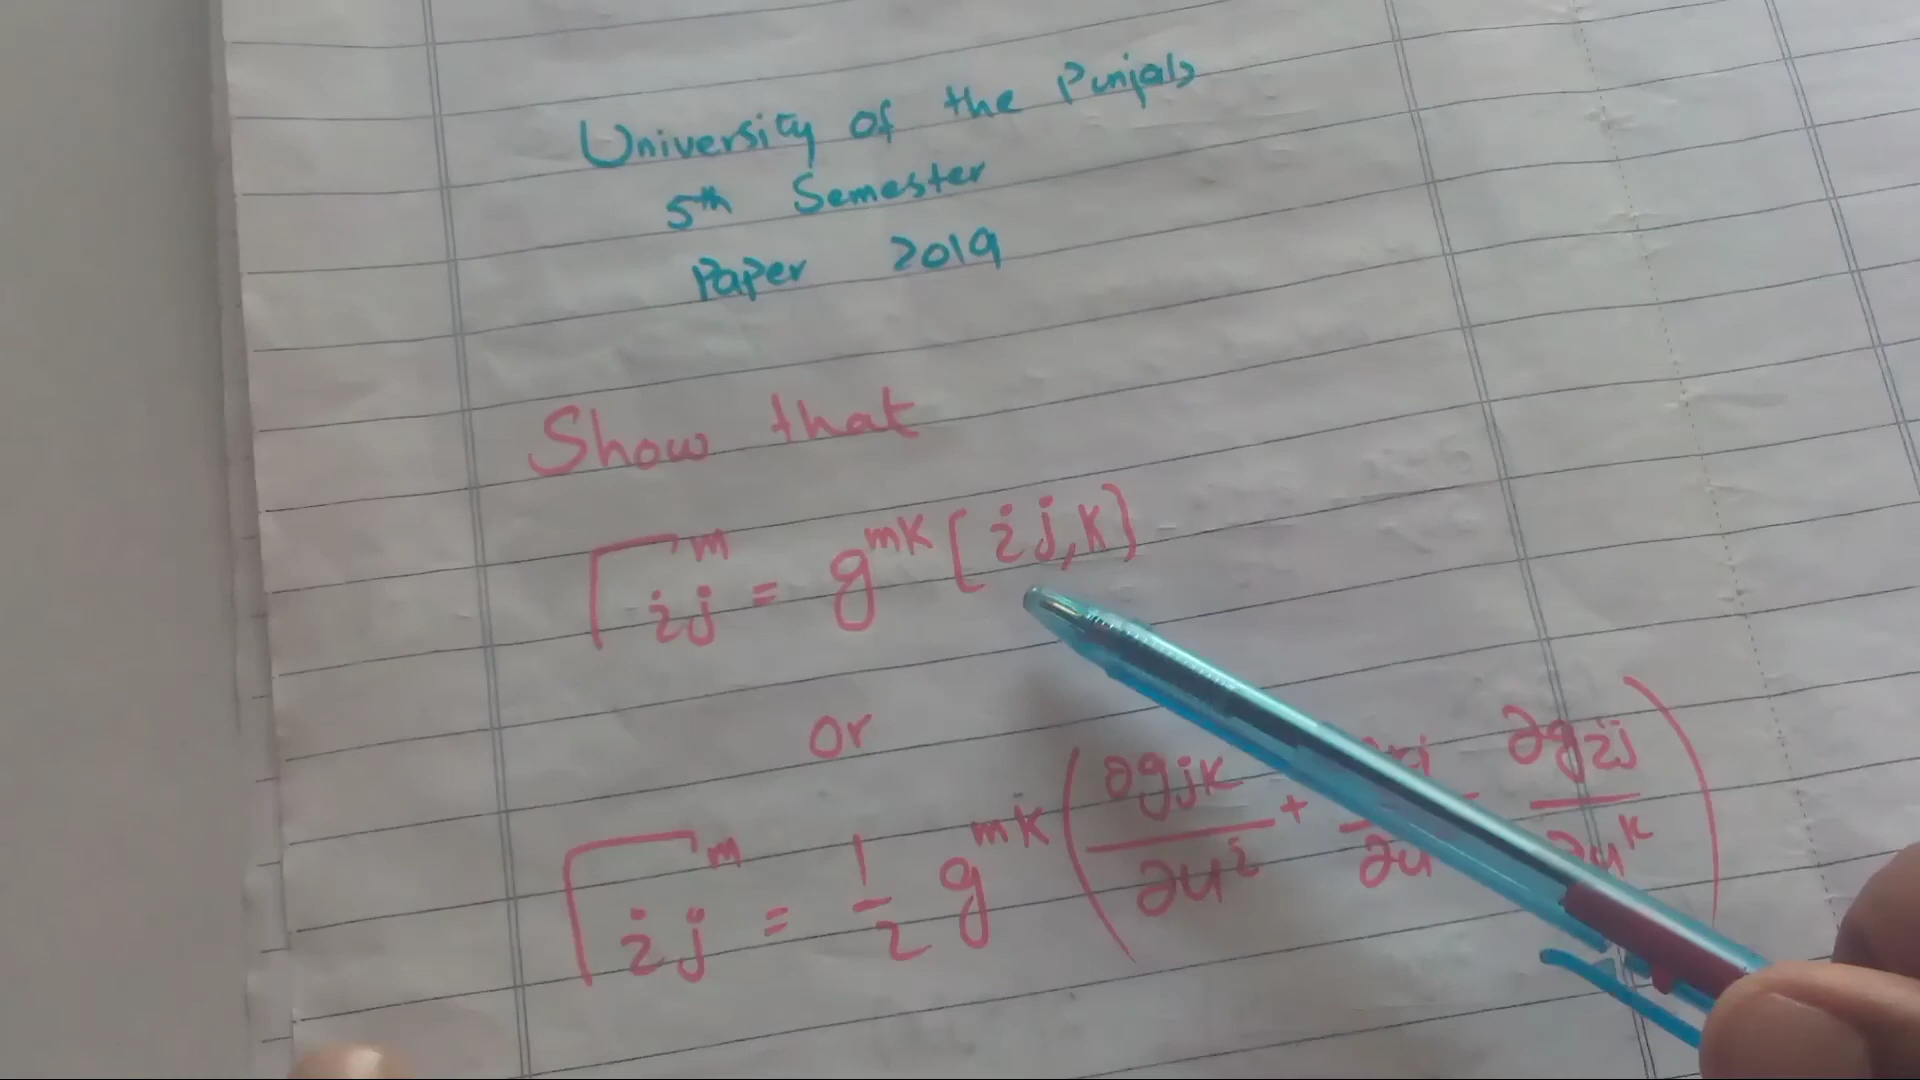 University of the Punjab
5th Semester
Paper 2019
Show that
Γ^m_ij = g^mk [ij,k]
or
Γ^m_ij = 1/2 g^mk (∂g_jk/∂u^i + ∂u ∂g_ij/∂u^k)